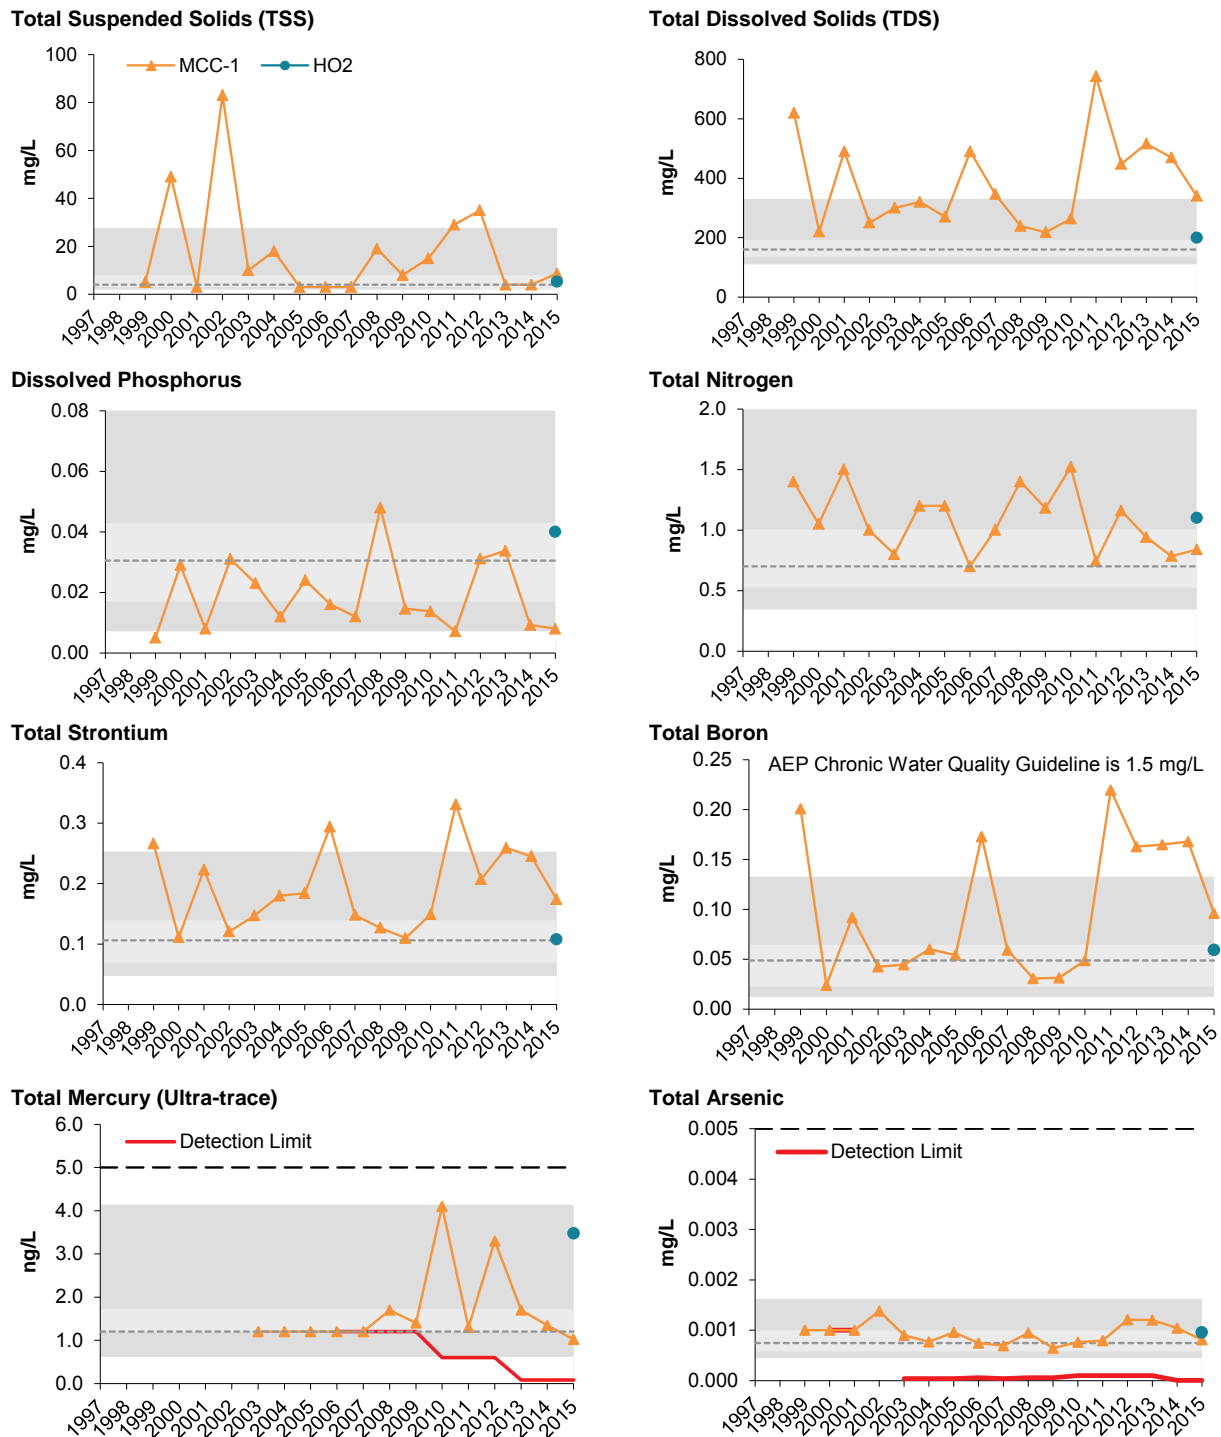 Total Suspended Solids (TSS)
100
80
60
40
20
0
mg/L
MCC-1
HO2
1997 1998 1999 2000 2001 2002 2003 2004 2005 2006 2007 2008 2009 2010 2011 2012 2013 2014 2015
Total Dissolved Solids (TDS)
800
600
400
200
0
mg/L
1997 1998 1999 2000 2001 2002 2003 2004 2005 2006 2007 2008 2009 2010 2011 2012 2013 2014 2015
Dissolved Phosphorus
0.08
0.06
0.04
0.02
0.00
mg/L
1997 1998 1999 2000 2001 2002 2003 2004 2005 2006 2007 2008 2009 2010 2011 2012 2013 2014 2015
Total Nitrogen
2.0
1.5
1.0
0.5
0.0
mg/L
1997 1998 1999 2000 2001 2002 2003 2004 2005 2006 2007 2008 2009 2010 2011 2012 2013 2014 2015
Total Strontium
0.4
0.3
0.2
0.1
0.0
mg/L
1997 1998 1999 2000 2001 2002 2003 2004 2005 2006 2007 2008 2009 2010 2011 2012 2013 2014 2015
Total Boron
AEP Chronic Water Quality Guideline is 1.5 mg/L
0.25
0.20
0.15
0.10
0.05
0.00
mg/L
1997 1998 1999 2000 2001 2002 2003 2004 2005 2006 2007 2008 2009 2010 2011 2012 2013 2014 2015
Total Mercury (Ultra-trace)
6.0
5.0
4.0
3.0
2.0
1.0
0.0
ng/L
Detection Limit
1997 1998 1999 2000 2001 2002 2003 2004 2005 2006 2007 2008 2009 2010 2011 2012 2013 2014 2015
Total Arsenic
0.005
0.004
0.003
0.002
0.001
0.000
mg/L
Detection Limit
1997 1998 1999 2000 2001 2002 2003 2004 2005 2006 2007 2008 2009 2010 2011 2012 2013 2014 2015